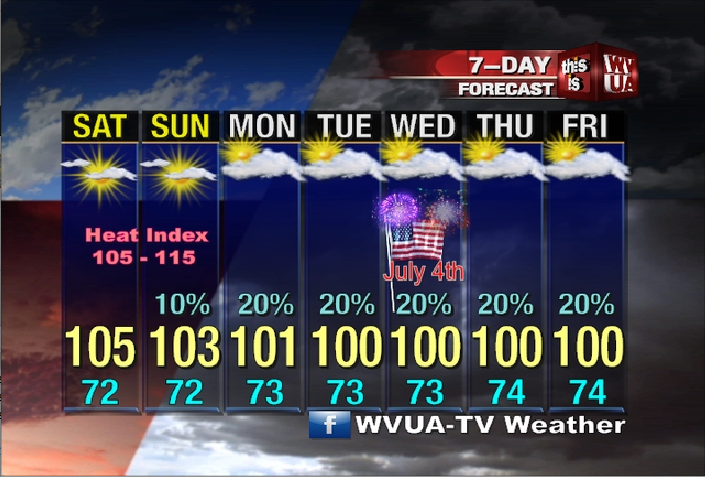 7–DAY
FORECAST
this is
WVUA
SAT SUN MON TUE WED THU FRI
Heat Index
105 - 115
July 4th
10% 20% 20% 20% 20% 20%
105 103 101 100 100 100 100
72 72 73 73 73 74 74
f WVUA-TV Weather